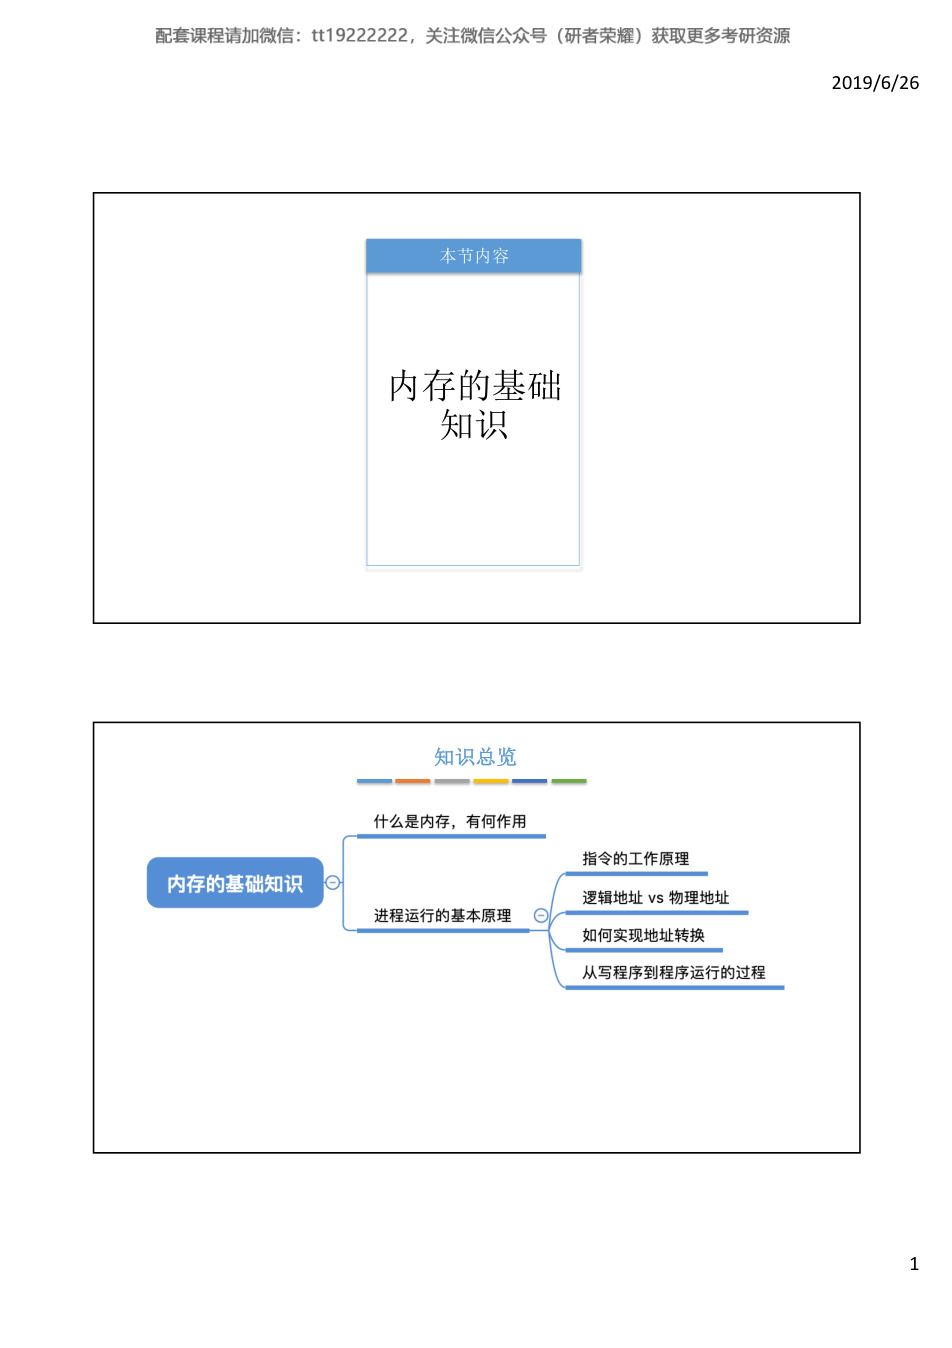 配套课程请加微信：tt19222222，关注微信公众号（研者荣耀）获取更多考研资源
2019/6/26
本节内容
内存的基础
知识
知识总览
什么是内存，有何作用
指令的工作原理
内存的基础知识
逻辑地址 vs 物理地址
进程运行的基本原理
如何实现地址转换
从写程序到程序运行的过程
1